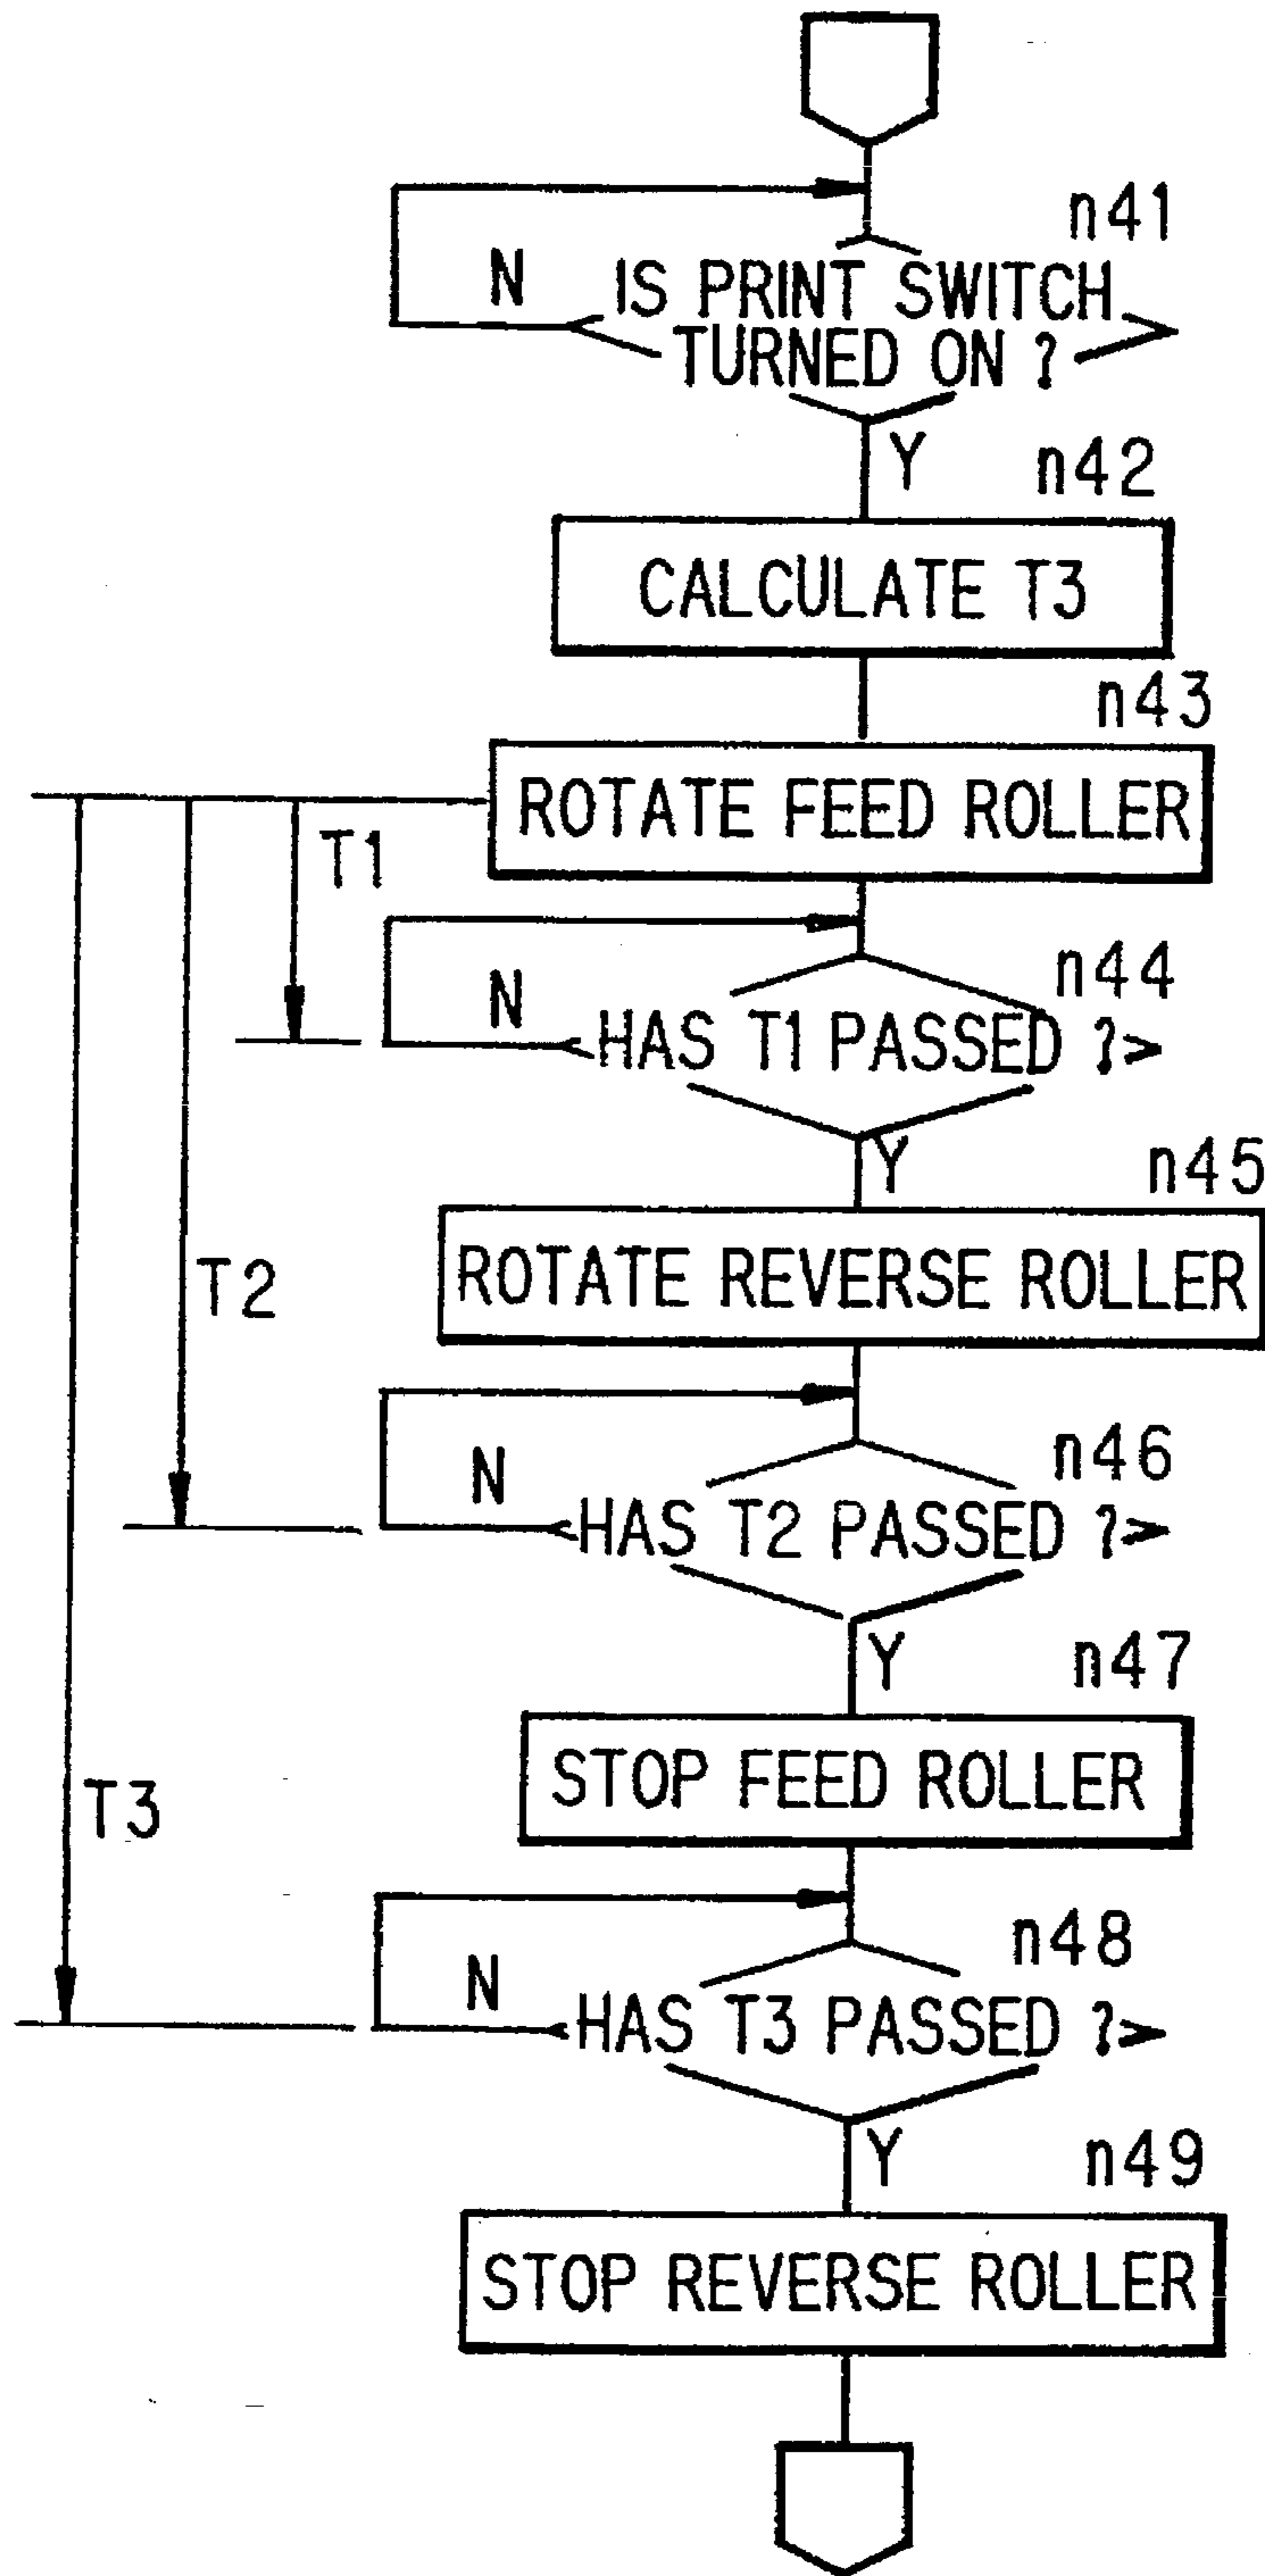 n41
N IS PRINT SWITCH
TURNED ON ?
Y n42
CALCULATE T3
n43
ROTATE FEED ROLLER
T1
n44
N HAS T1 PASSED ?
Y n45
ROTATE REVERSE ROLLER
T2
n46
N HAS T2 PASSED ?
Y n47
STOP FEED ROLLER
T3
n48
N HAS T3 PASSED ?
Y n49
STOP REVERSE ROLLER